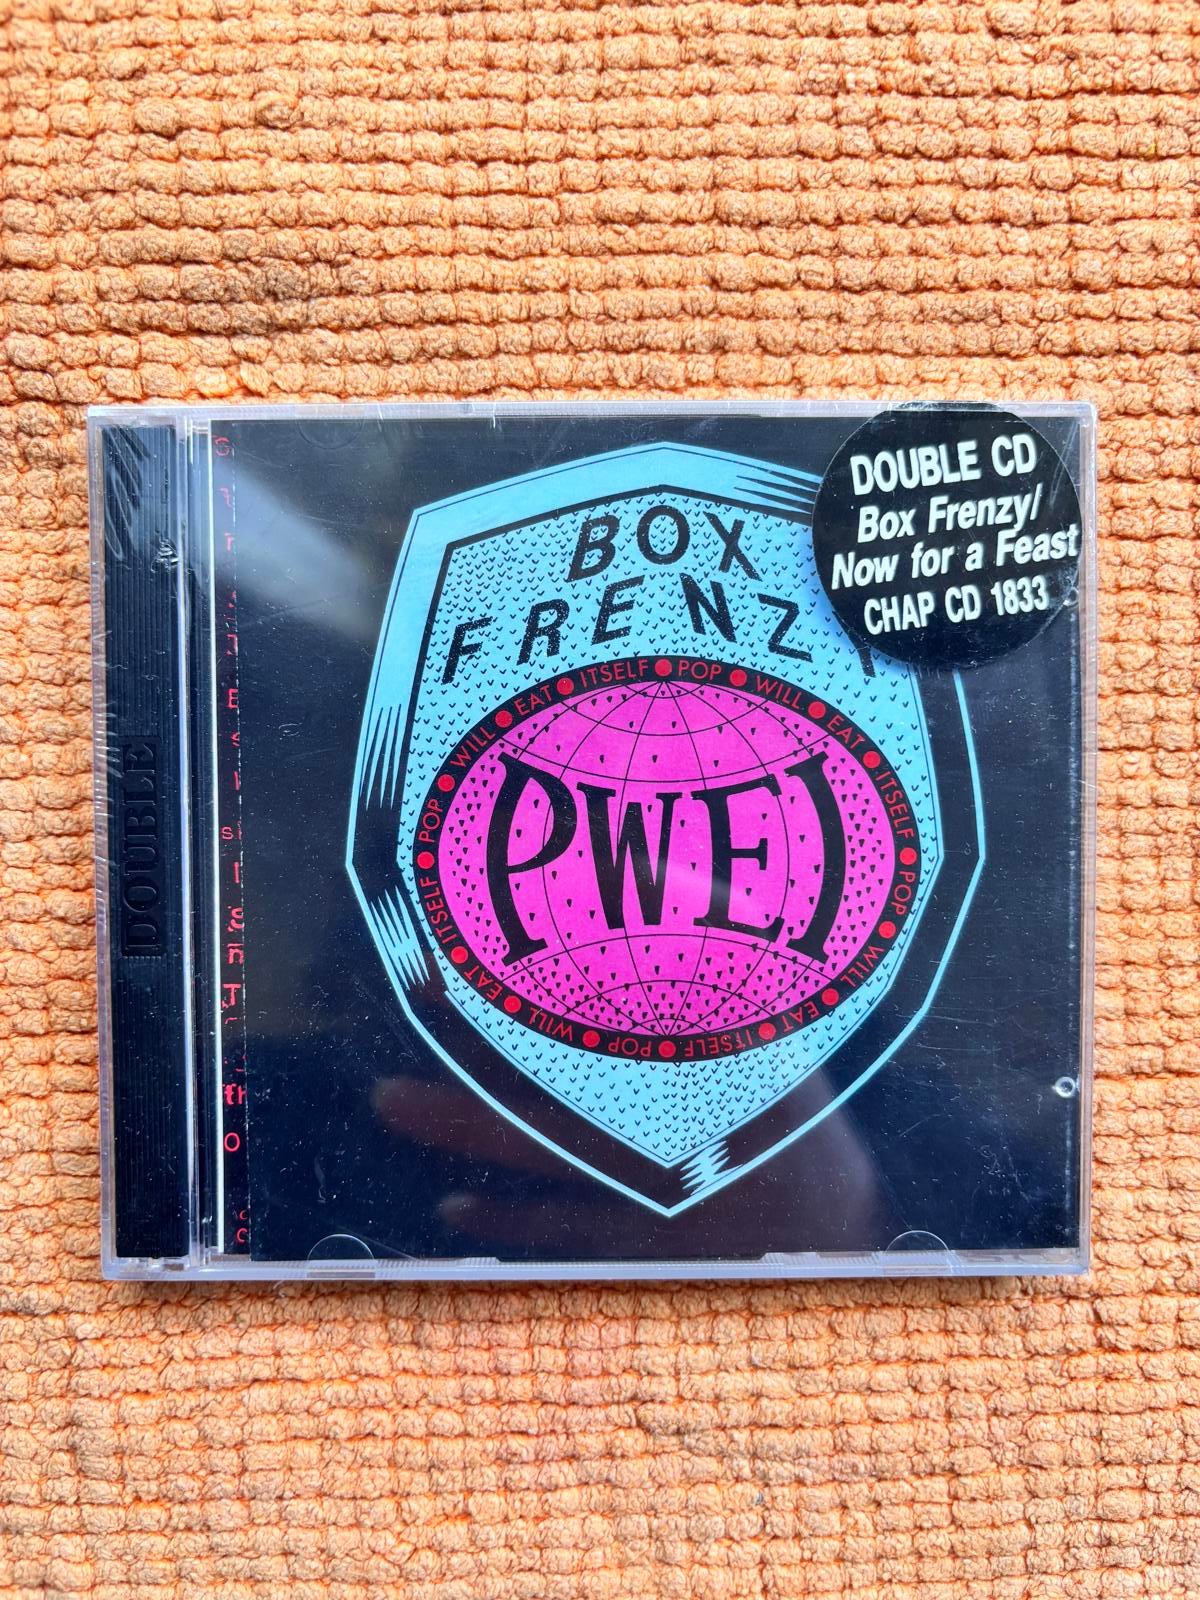 DOUBLE CD
Box Frenzy/
Now for a Feast
CHAP CD 1833
BOX
FRENZY
POP • WILL • EAT • ITSELF • POP • WILL • EAT • ITSELF • POP • WILL • EAT • ITSELF • POP • WILL • EAT • ITSELF
PWEI
DOUBLE